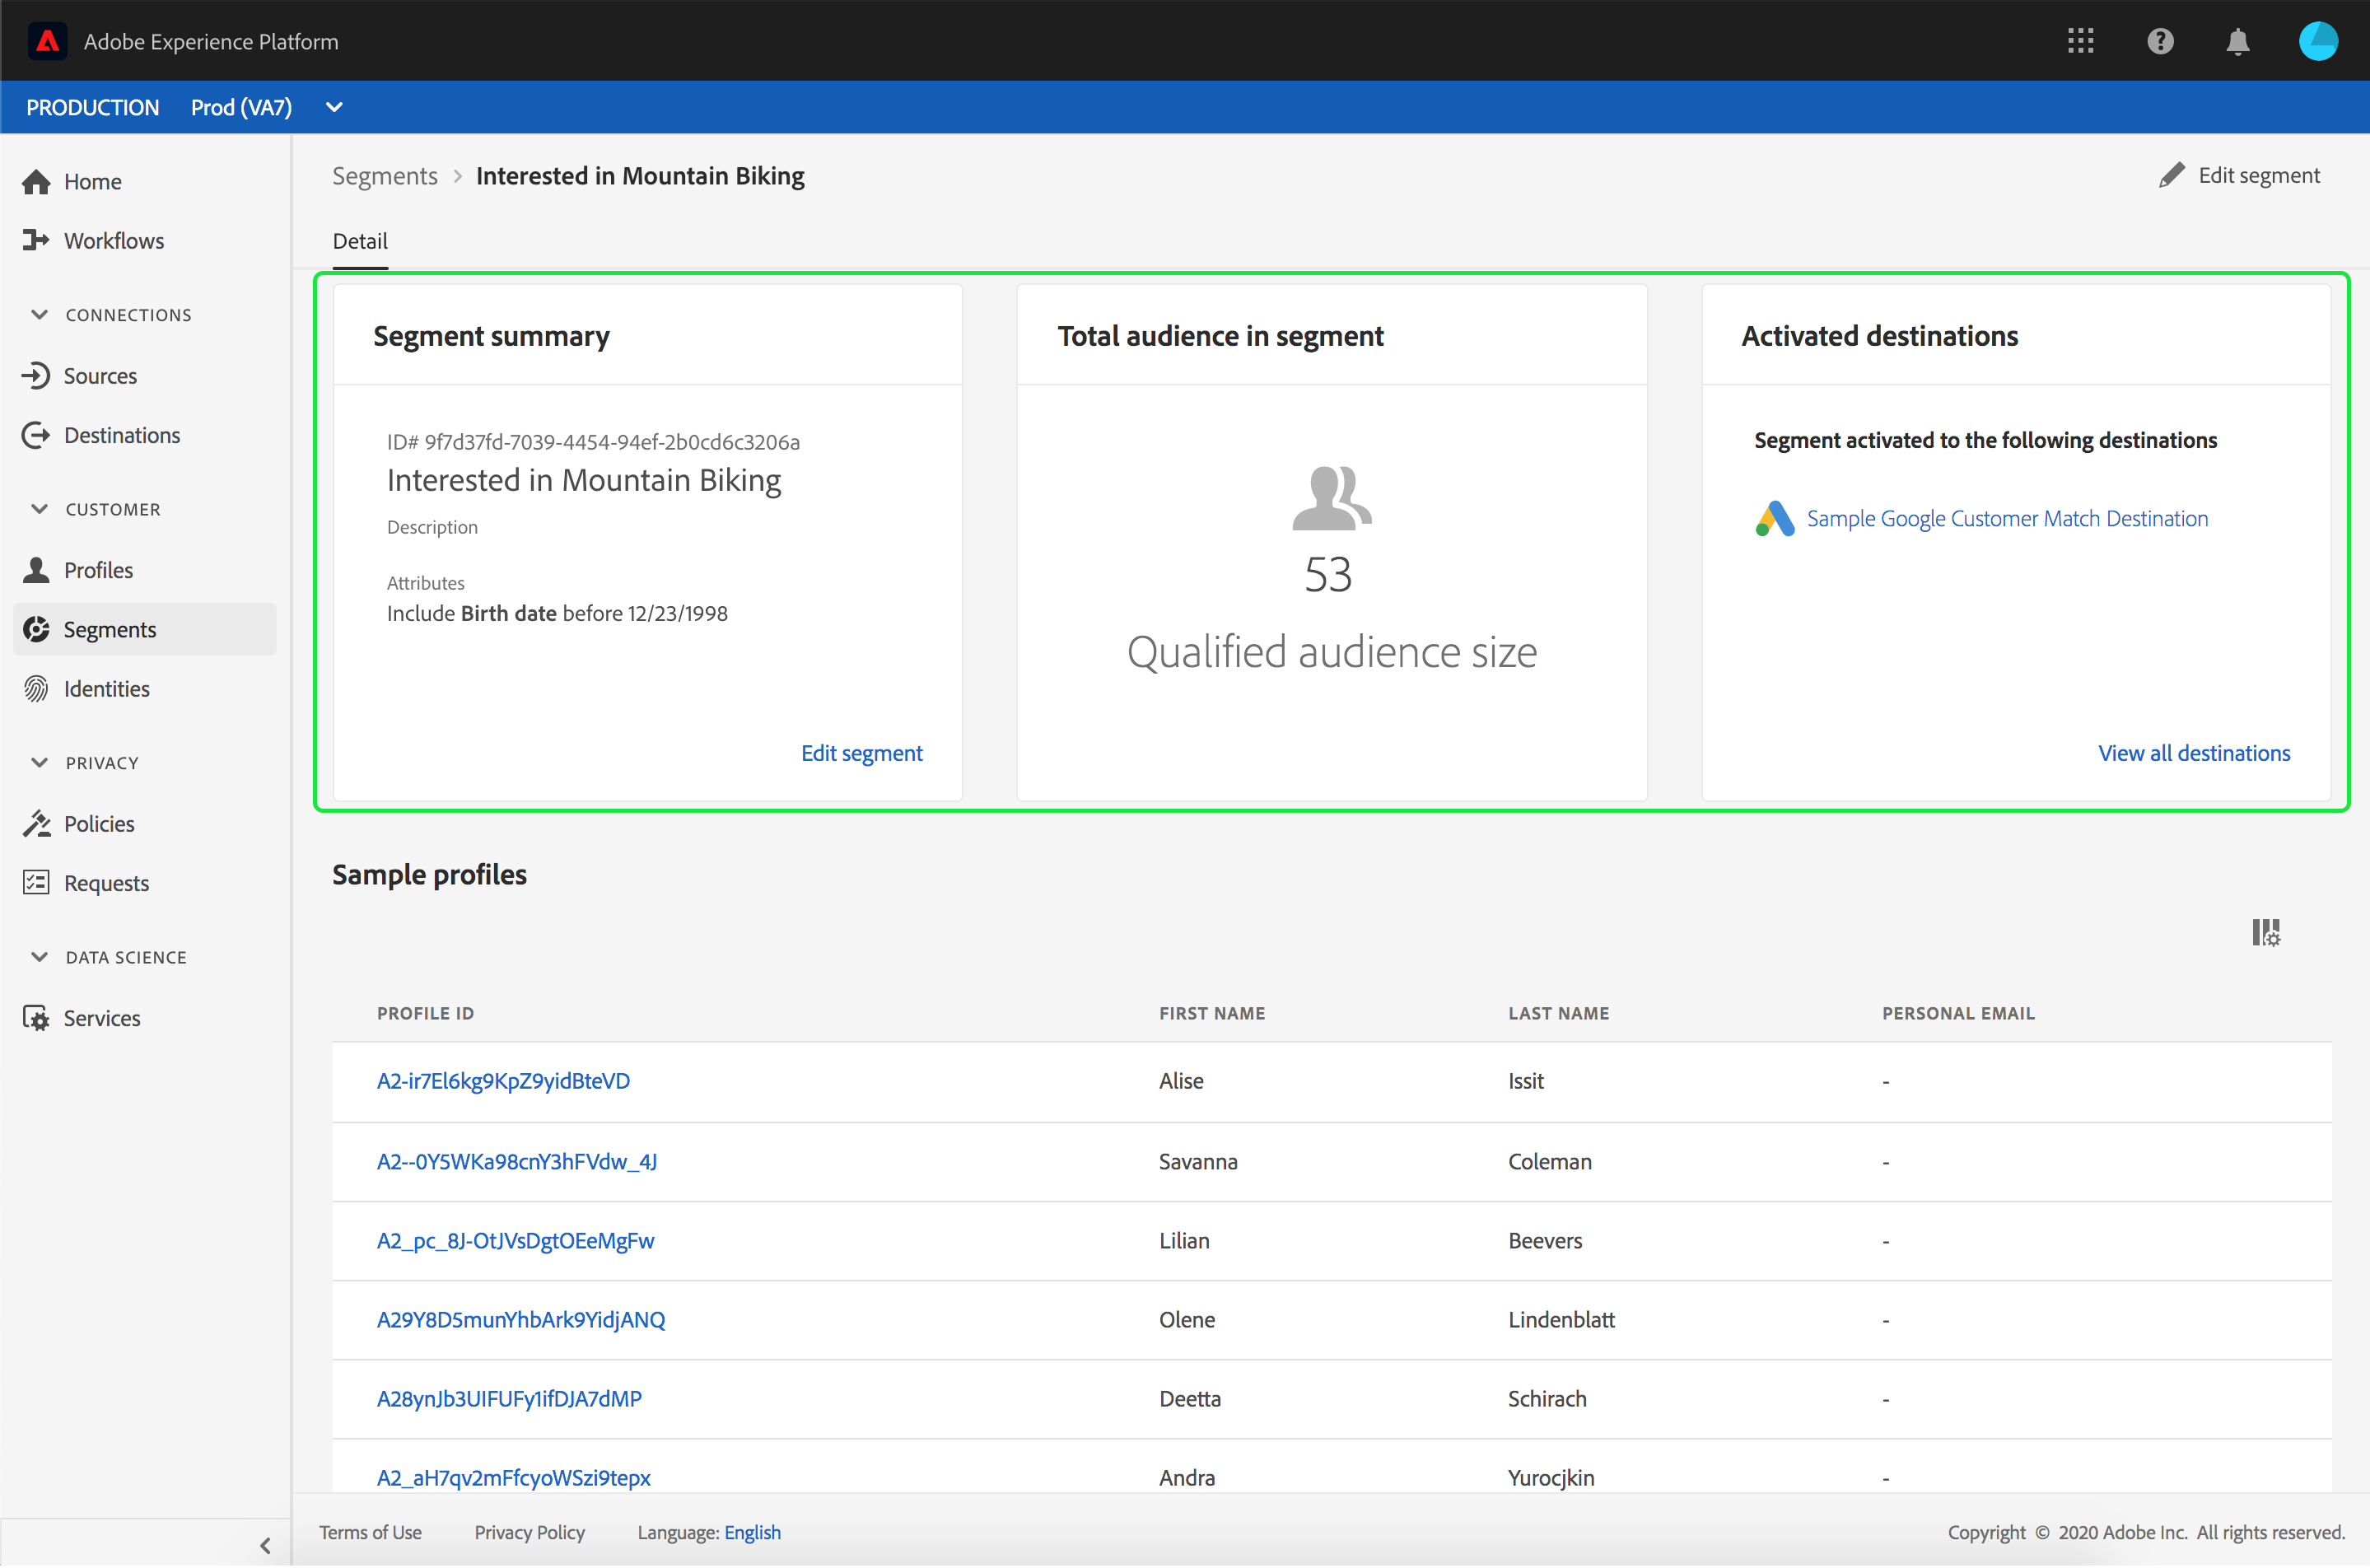 Adobe Experience Platform
PRODUCTION Prod (VA7)
Home
Workflows
CONNECTIONS
Sources
Destinations
CUSTOMER
Profiles
Segments
Identities
PRIVACY
Policies
Requests
DATA SCIENCE
Services
Segments > Interested in Mountain Biking
Edit segment
Detail
Segment summary
ID# 9f7d37fd-7039-4454-94ef-2b0cd6c3206a
Interested in Mountain Biking
Description
Attributes
Include Birth date before 12/23/1998
Edit segment
Total audience in segment
53
Qualified audience size
Activated destinations
Segment activated to the following destinations
Sample Google Customer Match Destination
View all destinations
Sample profiles
PROFILE ID FIRST NAME LAST NAME PERSONAL EMAIL
A2-ir7El6kg9KpZ9yidBteVD Alise Issit -
A2--0Y5WKa98cnY3hFVdw_4J Savanna Coleman -
A2_pc_8J-OtJVsDgtOEeMgFw Lilian Beevers -
A29Y8D5munYhbArk9YidjANQ Olene Lindenblatt -
A28ynJb3UIFUFy1ifDJA7dMP Deetta Schirach -
A2_aH7qv2mFfcyoWSzi9tepx Andra Yurocjkin -
Terms of Use Privacy Policy Language: English
Copyright © 2020 Adobe Inc. All rights reserved.